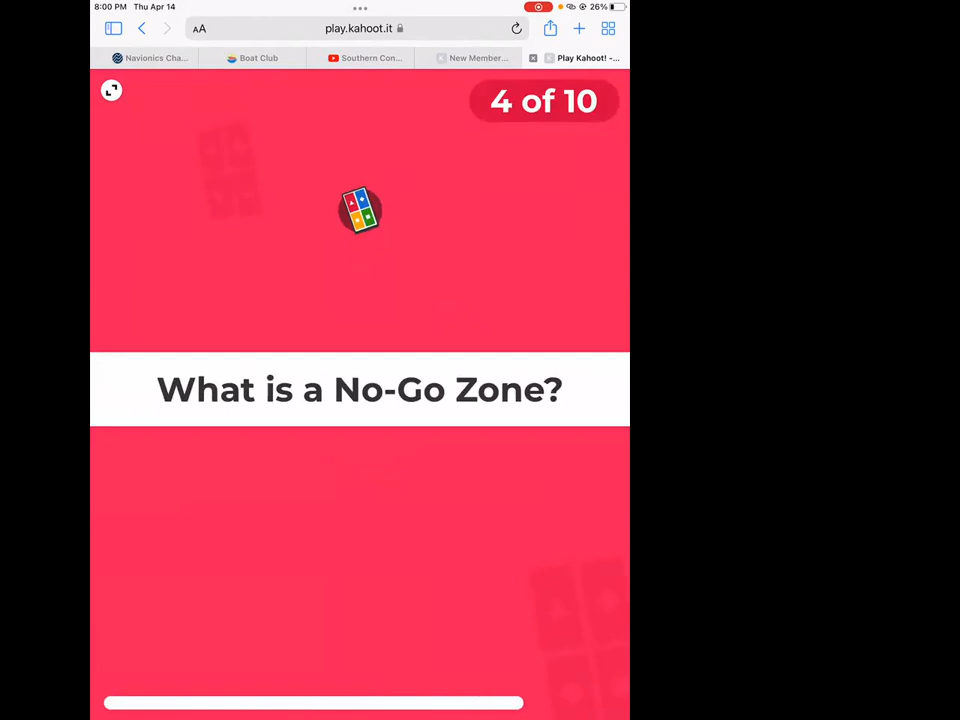 8:00 PM Thu Apr 14
26%
AA
play.kahoot.it
Navionics Cha...
Boat Club
Southern Con...
New Member...
Play Kahoot! -...
4 of 10
What is a No-Go Zone?